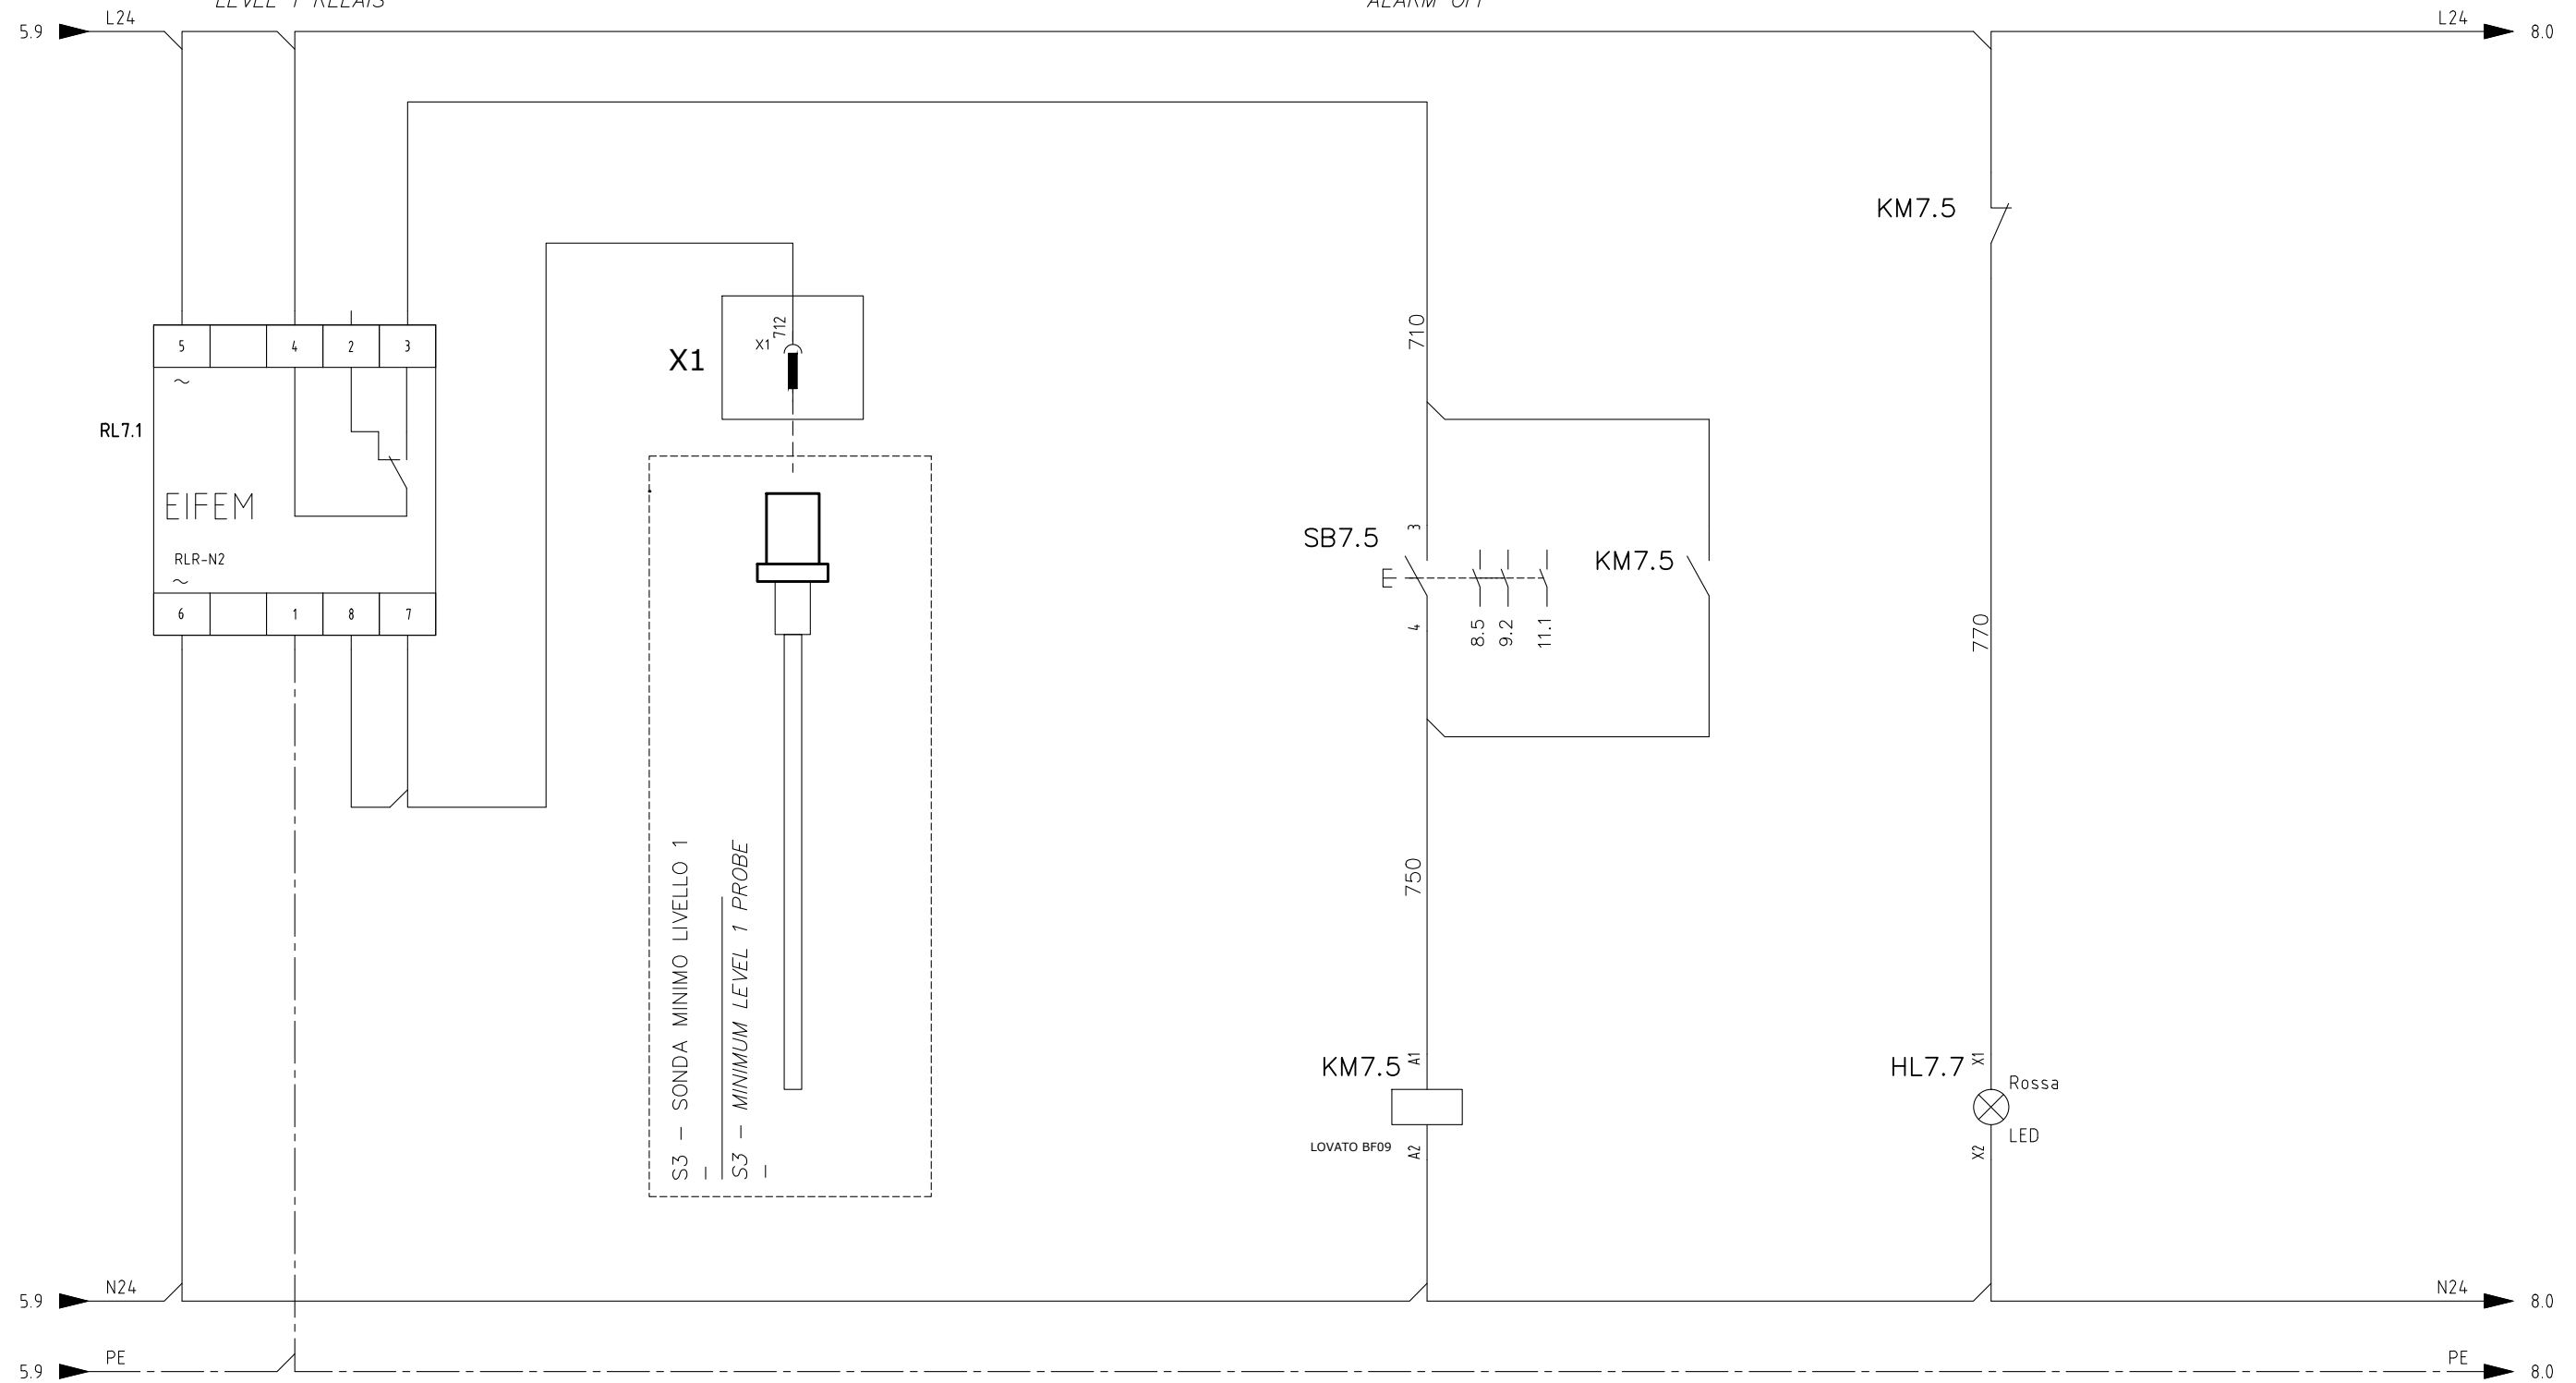 LEVEL 1 RELAIS
ALARM OFF
L24
L24
5.9
8.0
KM7.5
712
X1
X1
710
5
4
2
3
~
RL7.1
EIFEM
RLR-N2
~
6
1
8
7
SB7.5
3
4
8.5
9.2
11.1
KM7.5
770
750
S3 - SONDA MINIMO LIVELLO 1
-
S3 - MINIMUM LEVEL 1 PROBE
-
KM7.5
A1
LOVATO BF09
A2
HL7.7
X1
Rossa
LED
X2
N24
N24
5.9
8.0
PE
PE
5.9
8.0